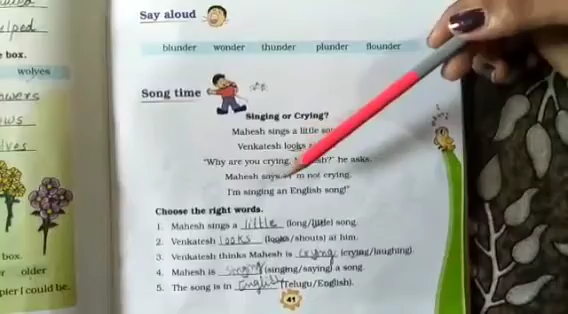 elped
e box.
wolves
owers
ws
lves
box.
r older
pier I could be.
Say aloud
blunder wonder thunder plunder flounder
Song time
Singing or Crying?
Mahesh sings a little
Venkatesh looks
"Why are you crying, he asks.
Mahesh says, not crying.
I'm singing an English song!"
Choose the right words.
1. Mahesh sings a little (long/little) song.
2. Venkatesh looks (looks/shouts) at him.
3. Venkatesh thinks Mahesh is crying (crying/laughing).
4. Mahesh is singing (singing/saying) a song.
5. The song is in English (Telugu/English).
41